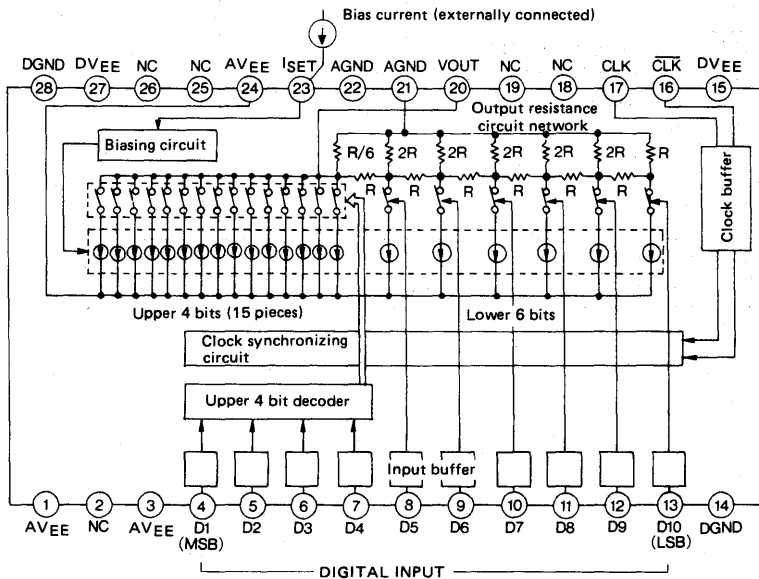 Bias current (externally connected)
DGND DVEE NC NC AVEE ISET AGND AGND VOUT NC NC CLK CLK DVEE
28 27 26 25 24 23 22 21 20 19 18 17 16 15
Output resistance
circuit network
Biasing circuit
R/6 2R 2R 2R 2R 2R R
R R R R R R
Clock buffer
Upper 4 bits (15 pieces)
Lower 6 bits
Clock synchronizing
circuit
Upper 4 bit decoder
Input buffer
1 2 3 4 5 6 7 8 9 10 11 12 13 14
AVEE NC AVEE D1 D2 D3 D4 D5 D6 D7 D8 D9 D10 DGND
(MSB) (LSB)
DIGITAL INPUT